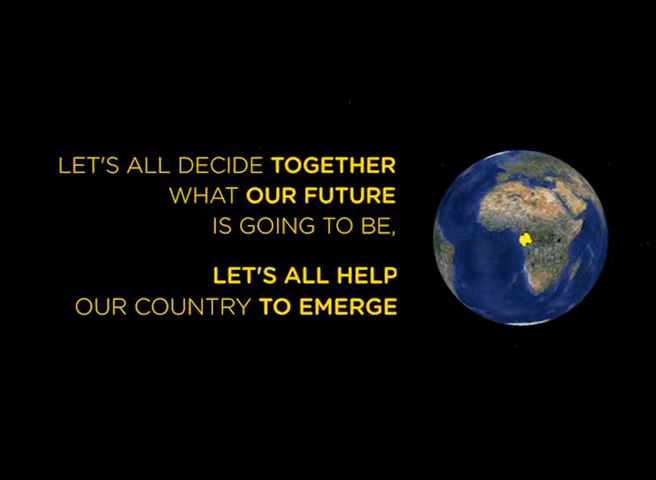 LET'S ALL DECIDE TOGETHER
WHAT OUR FUTURE
IS GOING TO BE,
LET'S ALL HELP
OUR COUNTRY TO EMERGE